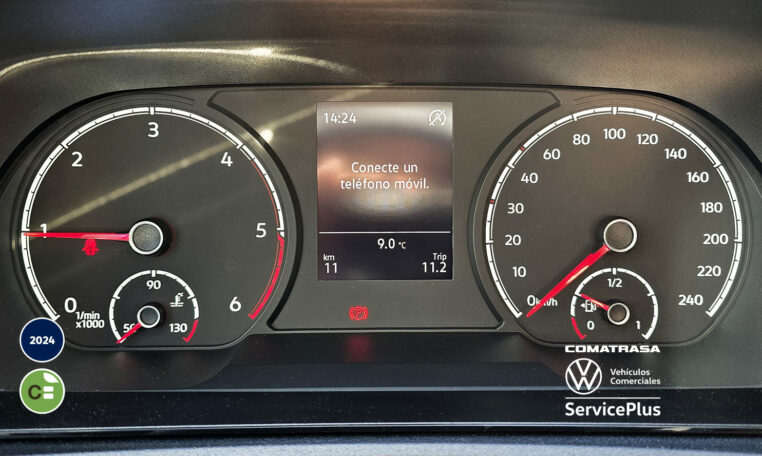 0
1
2
3
4
5
6
1/min
x1000
50
90
130
14:24
Conecte un
teléfono móvil.
9.0 °C
km
11
Trip
11.2
0 km/h
10
20
30
40
60
80
100
120
140
160
180
200
220
240
0
1/2
1
2024
C
COMATRASA
Vehículos
Comerciales
ServicePlus